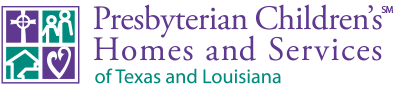 Presbyterian Children's℠
Homes and Services
of Texas and Louisiana